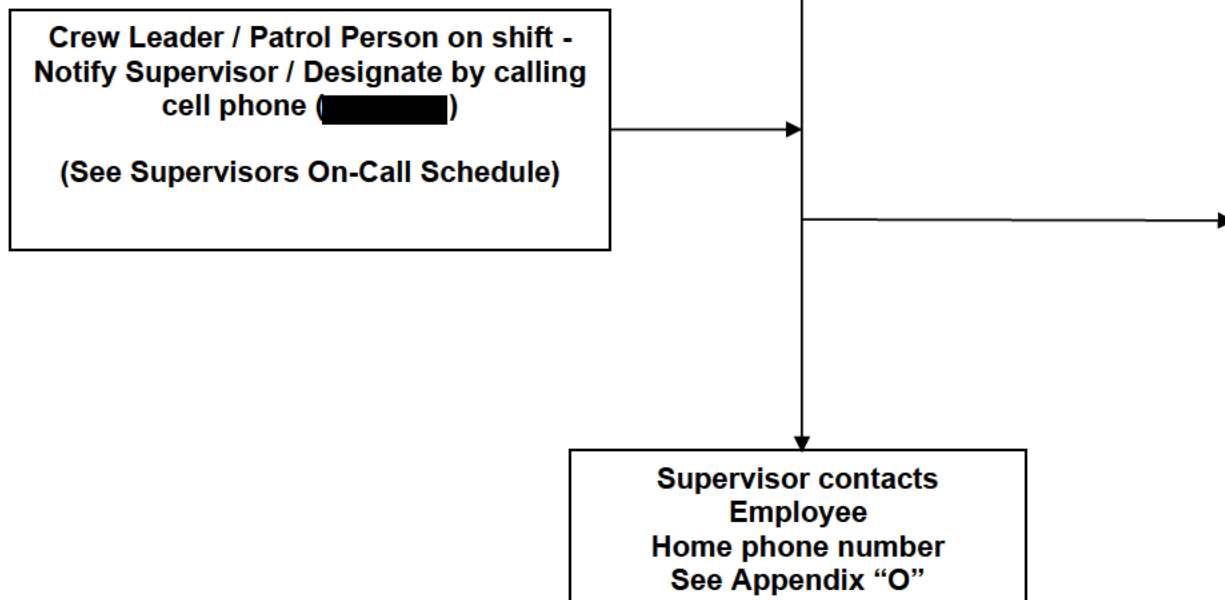 Crew Leader / Patrol Person on shift -
Notify Supervisor / Designate by calling
cell phone ( )
(See Supervisors On-Call Schedule)
Supervisor contacts
Employee
Home phone number
See Appendix “O”